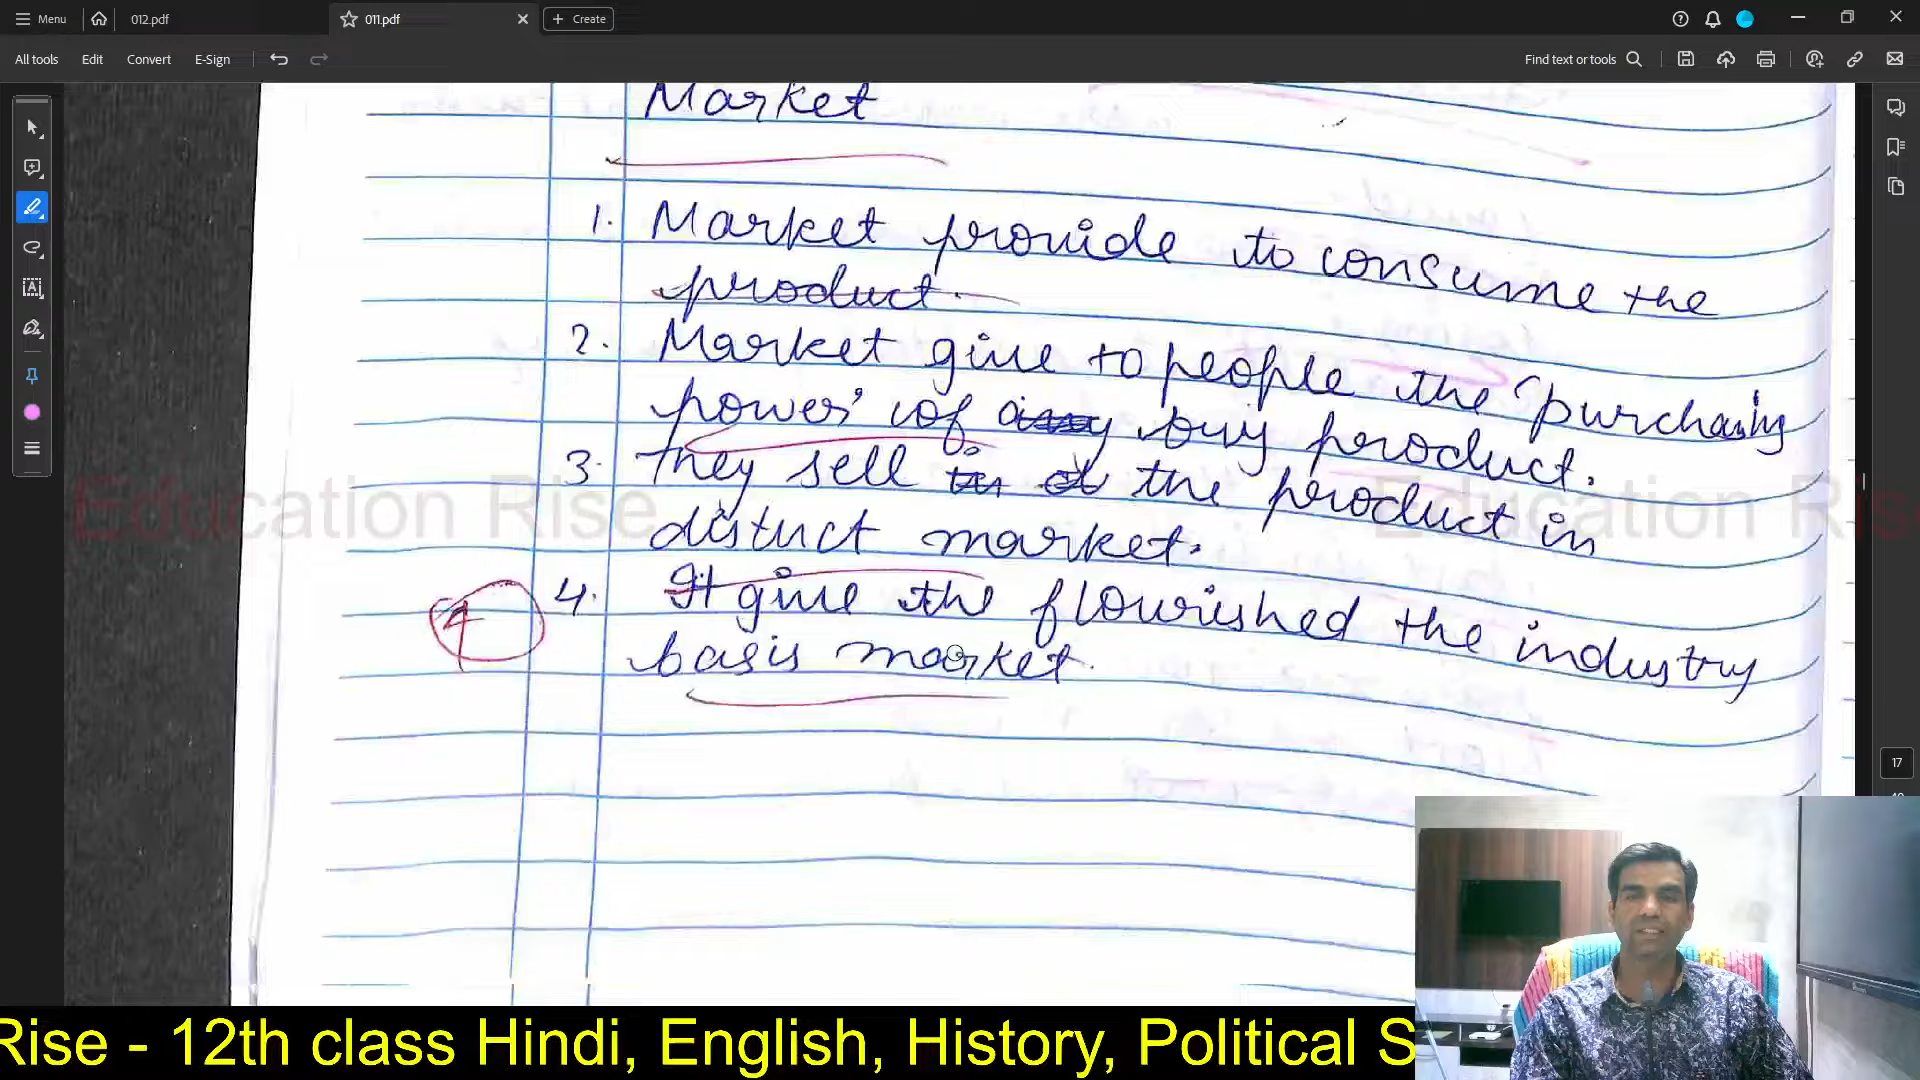 Menu 012.pdf 011.pdf Create
All tools Edit Convert E-Sign Find text or tools
Market
1. Market provide to consume the
product.
2. Market give to people the "purchasing
power" of buy product.
3. They sell the product in
distuct market.
4. It give the flourished the industry
basis market.
4
Education Rise Education Rise
17
Rise - 12th class Hindi, English, History, Political S